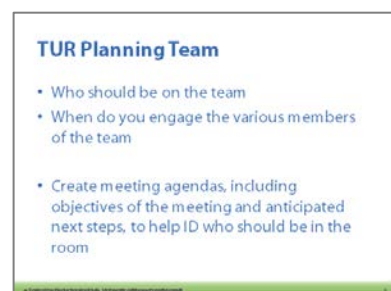 TUR Planning Team
• Who should be on the team
• When do you engage the various members
of the team
• Create meeting agendas, including
objectives of the meeting and anticipated
next steps, to help ID who should be in the
room